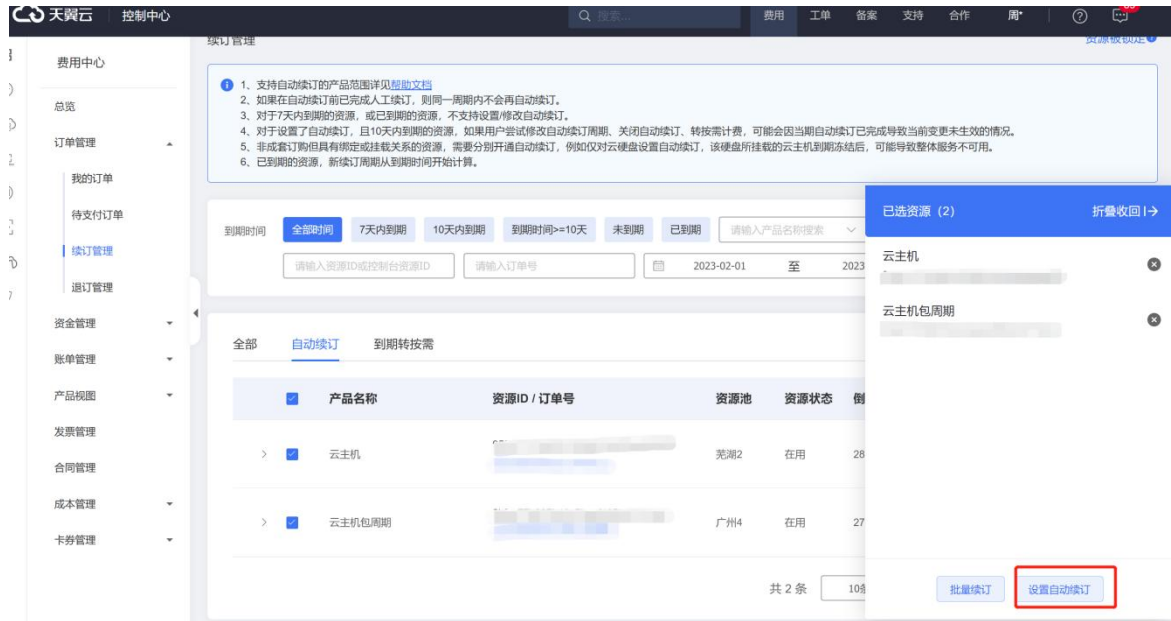 天翼云 控制中心 搜索... 费用 工单 备案 支持 合作 周*
续订管理 资源被锁定
费用中心
总览
订单管理
我的订单
待支付订单
续订管理
退订管理
资金管理
账单管理
产品视图
发票管理
合同管理
成本管理
卡券管理
1、支持自动续订的产品范围详见帮助文档
2、如果在自动续订前已完成人工续订，则同一周期内不会再自动续订。
3、对于7天内到期的资源，或已到期的资源，不支持设置/修改自动续订。
4、对于设置了自动续订，且10天内到期的资源，如果用户尝试修改自动续订周期、关闭自动续订、转按需计费，可能会因当期自动续订已完成导致当前变更未生效的情况。
5、非成套订购但具有绑定或挂载关系的资源，需要分别开通自动续订，例如仅对云硬盘设置自动续订，该硬盘所挂载的云主机到期冻结后，可能导致整体服务不可用。
6、已到期的资源，新续订周期从到期时间开始计算。
到期时间 全部时间 7天内到期 10天内到期 到期时间>=10天 未到期 已到期 请输入产品名称搜索
请输入资源ID或控制台资源ID 请输入订单号 2023-02-01 至 2023
全部 自动续订 到期转按需
产品名称 资源ID / 订单号 资源池 资源状态 倒
云主机 芜湖2 在用 28
云主机包周期 广州4 在用 27
共 2 条 10条
已选资源（2） 折叠收回
云主机
云主机包周期
批量续订 设置自动续订